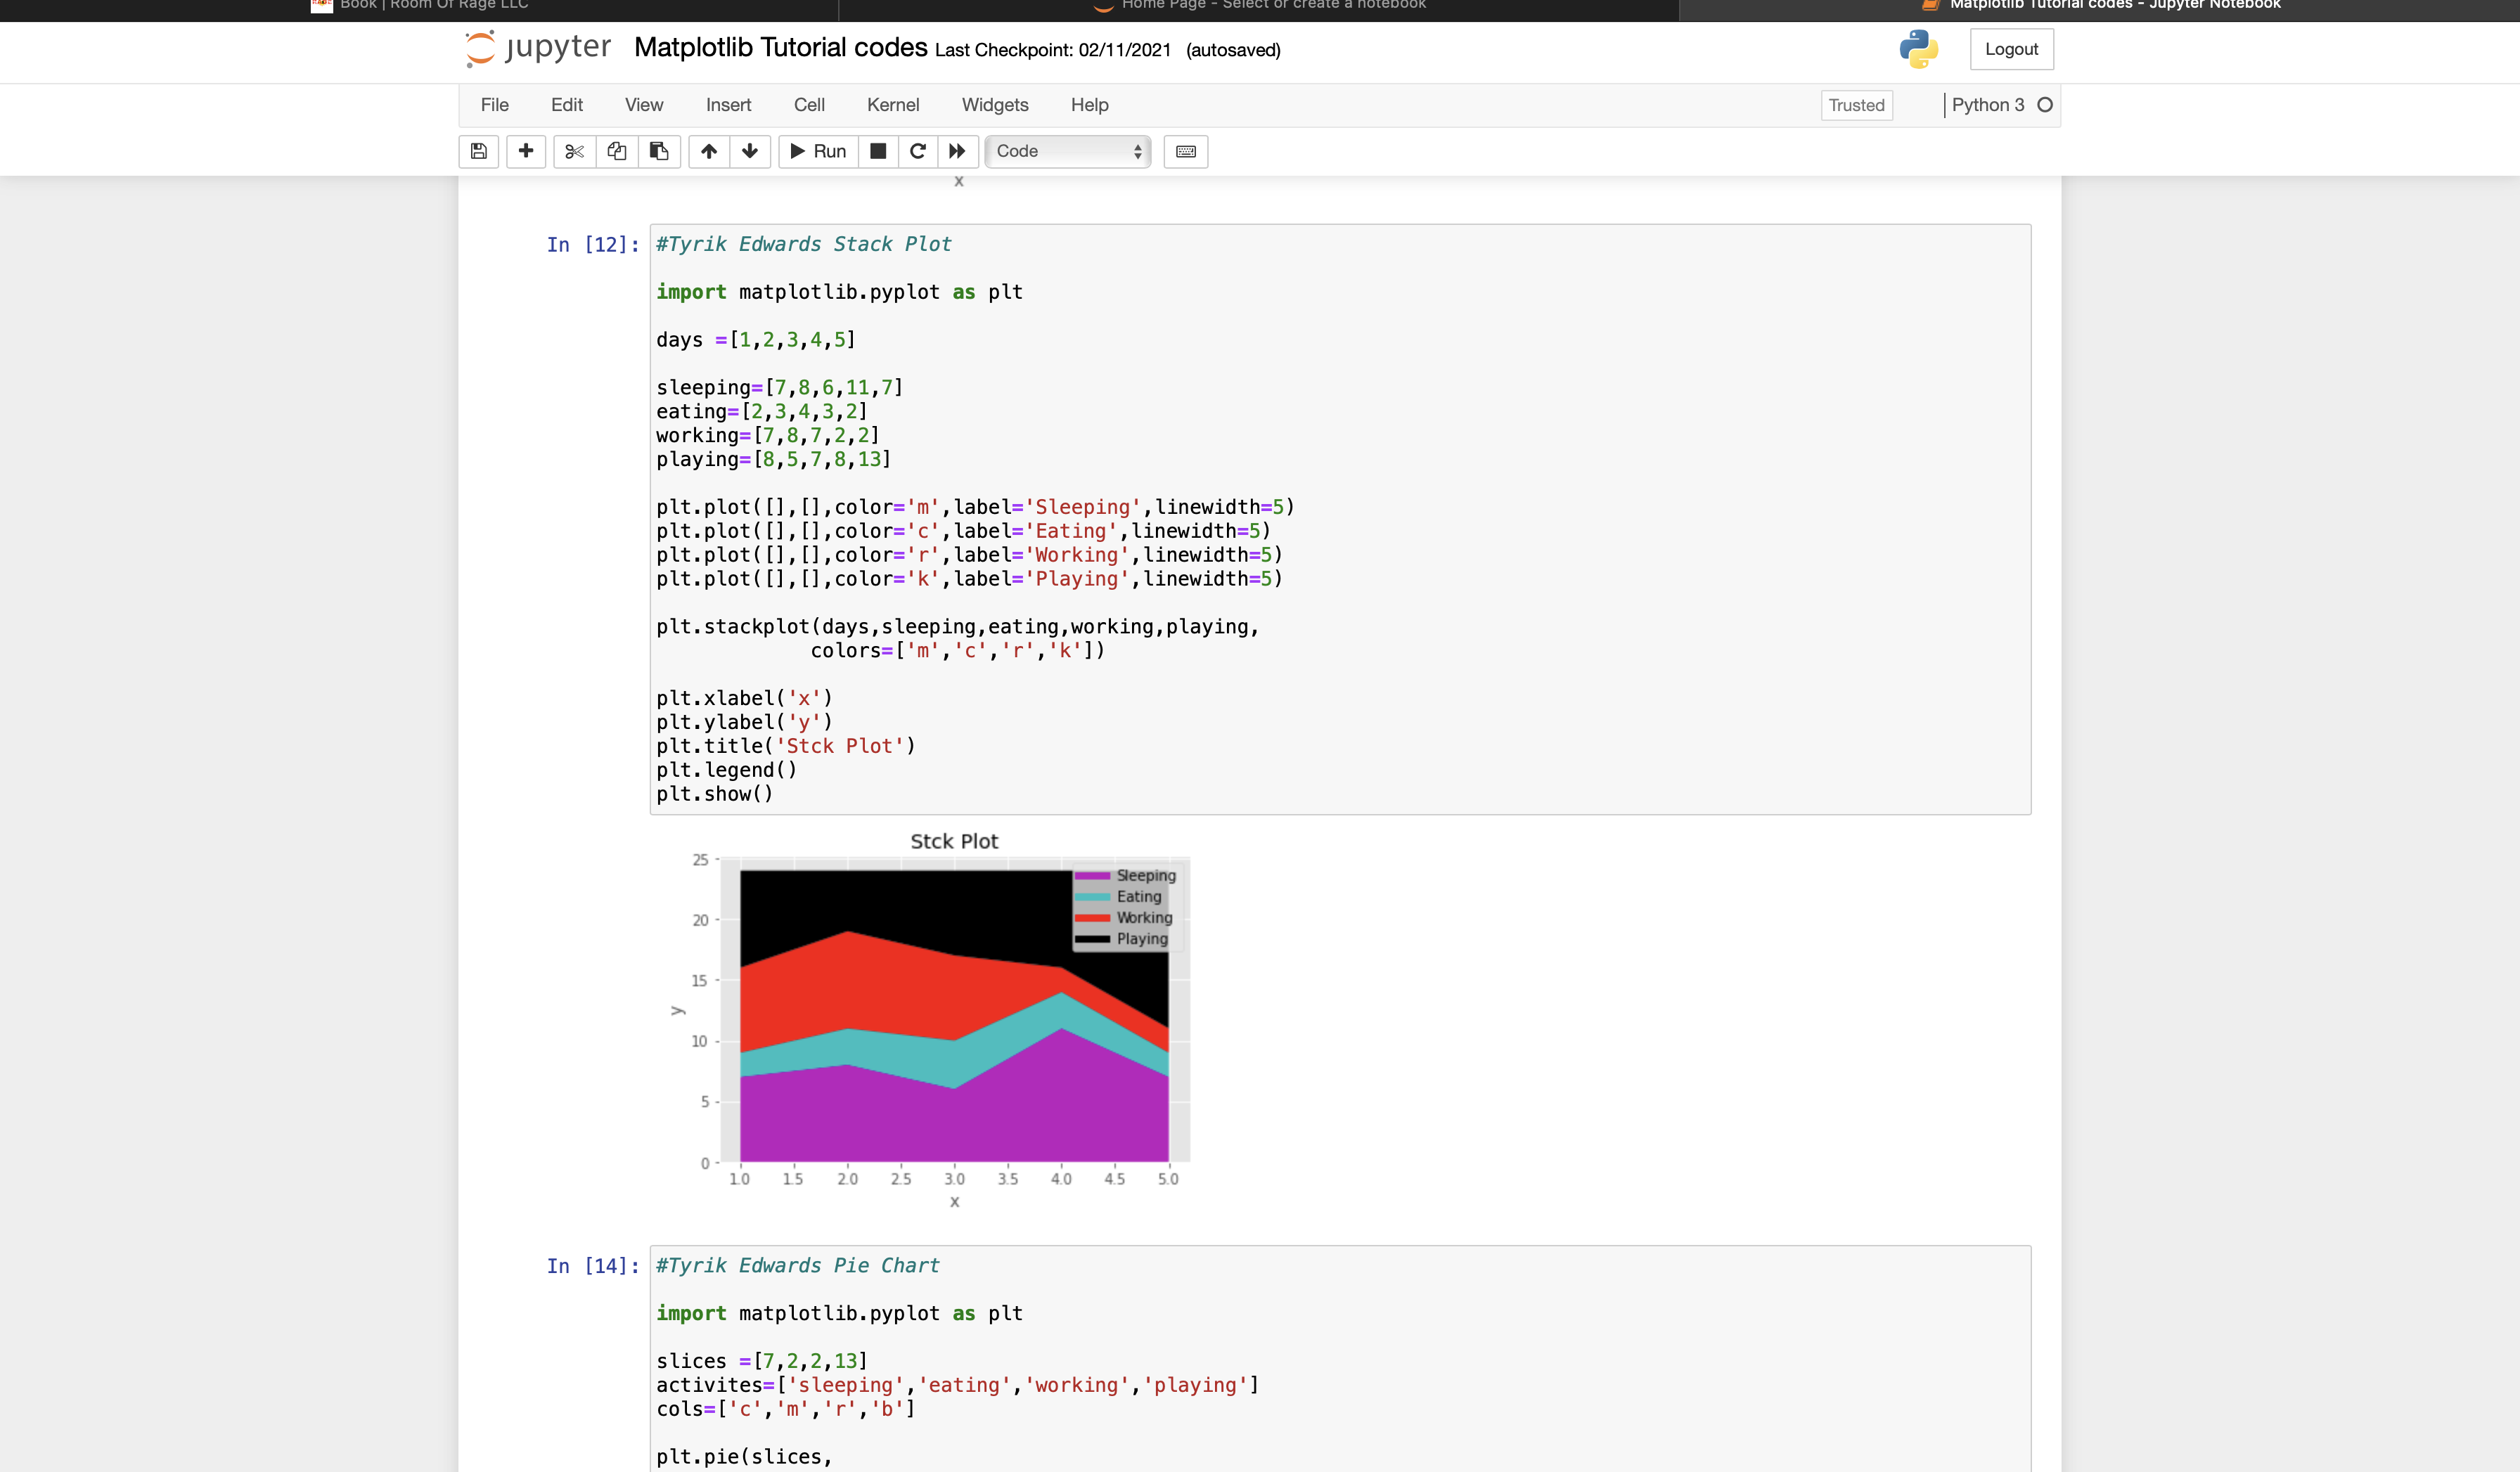 Book | Room Of Rage LLC
Home Page - Select or create a notebook
Matplotlib Tutorial codes - Jupyter Notebook
jupyter Matplotlib Tutorial codes Last Checkpoint: 02/11/2021 (autosaved)
Logout
File Edit View Insert Cell Kernel Widgets Help
Trusted
Python 3
Run
Code
x
In [12]:
#Tyrik Edwards Stack Plot
import matplotlib.pyplot as plt
days =[1,2,3,4,5]
sleeping=[7,8,6,11,7]
eating=[2,3,4,3,2]
working=[7,8,7,2,2]
playing=[8,5,7,8,13]
plt.plot([],[],color='m',label='Sleeping',linewidth=5)
plt.plot([],[],color='c',label='Eating',linewidth=5)
plt.plot([],[],color='r',label='Working',linewidth=5)
plt.plot([],[],color='k',label='Playing',linewidth=5)
plt.stackplot(days,sleeping,eating,working,playing,
colors=['m','c','r','k'])
plt.xlabel('x')
plt.ylabel('y')
plt.title('Stck Plot')
plt.legend()
plt.show()
Stck Plot
25
20
15
10
5
0
y
Sleeping
Eating
Working
Playing
1.0 1.5 2.0 2.5 3.0 3.5 4.0 4.5 5.0
x
In [14]:
#Tyrik Edwards Pie Chart
import matplotlib.pyplot as plt
slices =[7,2,2,13]
activites=['sleeping','eating','working','playing']
cols=['c','m','r','b']
plt.pie(slices,